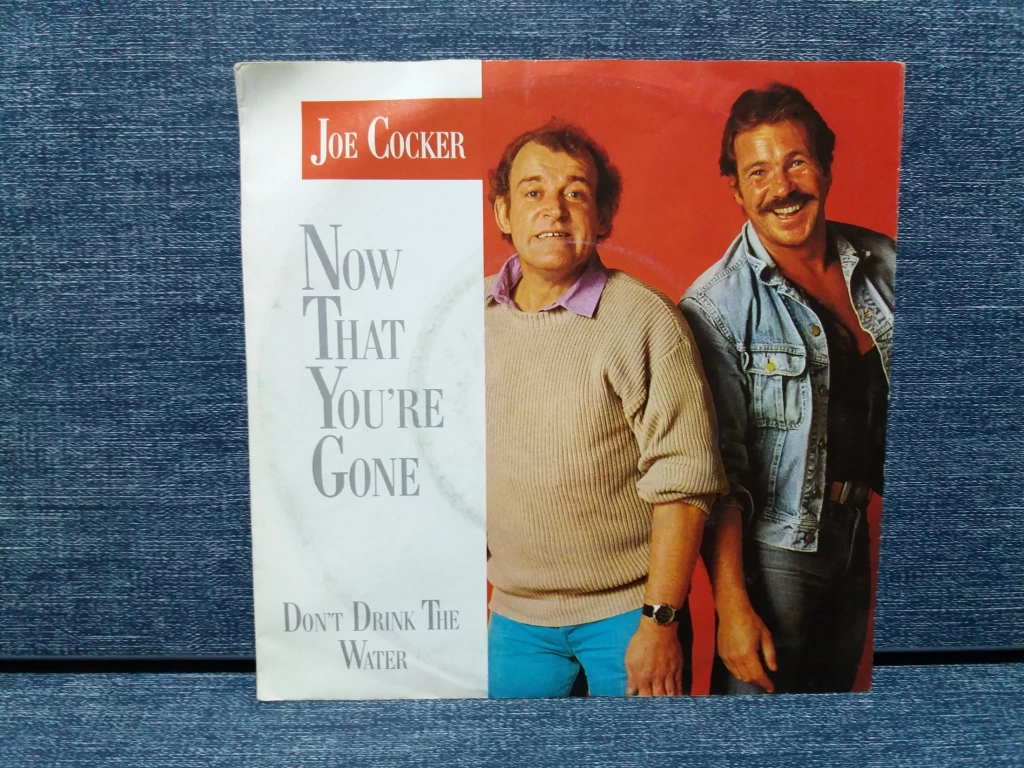 JOE COCKER
NOW
THAT
YOU'RE
GONE
DON'T DRINK THE
WATER